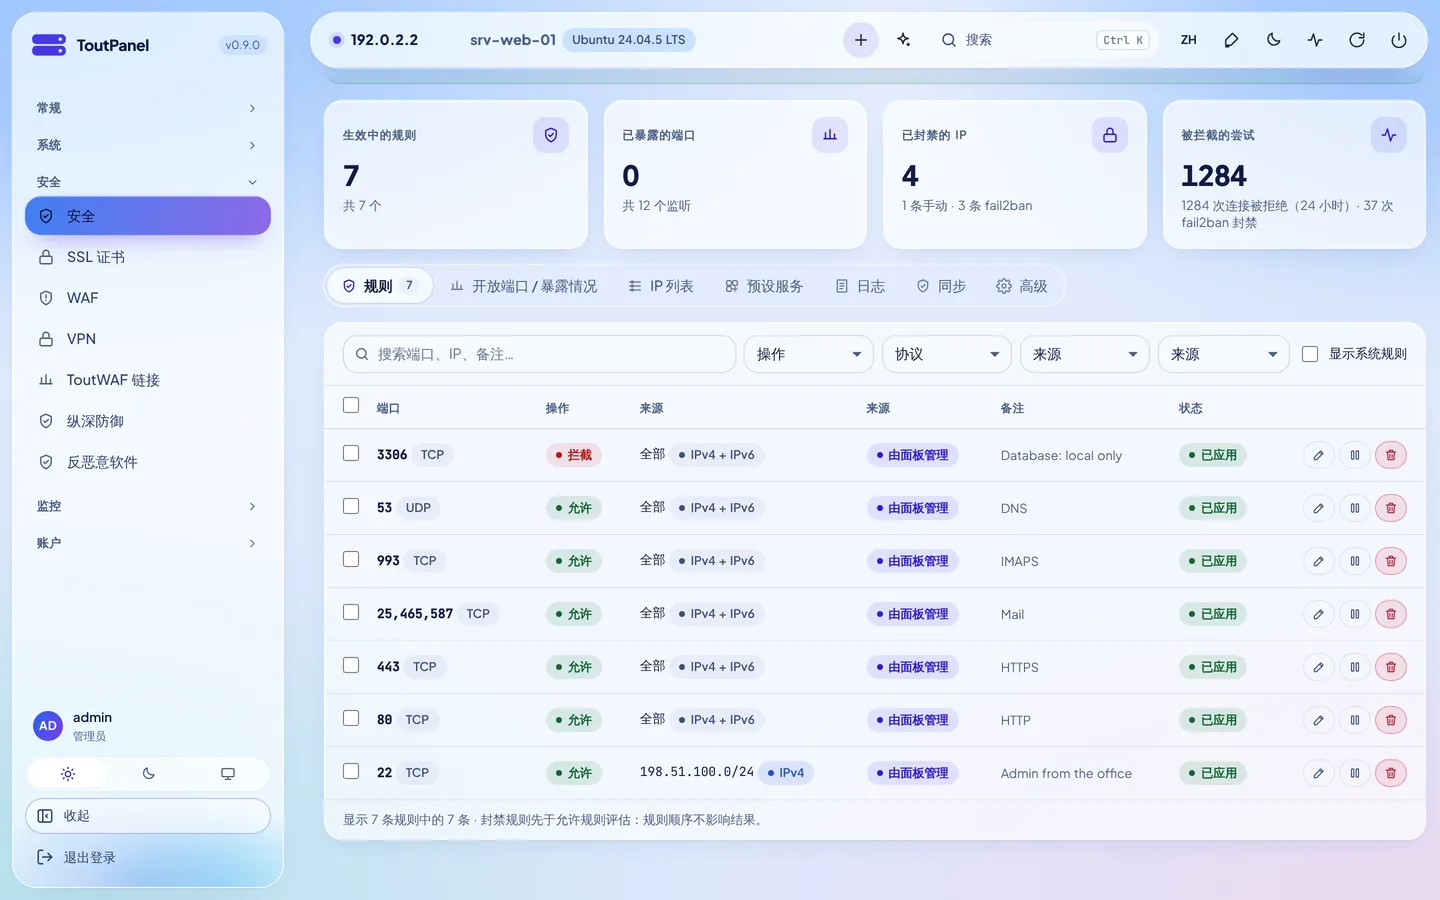 ToutPanel
v0.9.0
常规
系统
安全
安全
SSL 证书
WAF
VPN
ToutWAF 链接
纵深防御
反恶意软件
监控
账户
AD
admin
管理员
收起
退出登录
192.0.2.2
srv-web-01
Ubuntu 24.04.5 LTS
搜索
Ctrl K
ZH
生效中的规则
7
共 7 个
已暴露的端口
0
共 12 个监听
已封禁的 IP
4
1 条手动 · 3 条 fail2ban
被拦截的尝试
1284
1284 次连接被拒绝（24 小时）· 37 次
fail2ban 封禁
规则 7
开放端口 / 暴露情况
IP 列表
预设服务
日志
同步
高级
搜索端口、IP、备注...
操作
协议
来源
来源
显示系统规则
端口 操作 来源 来源 备注 状态
3306 TCP 拦截 全部 IPv4 + IPv6 由面板管理 Database: local only 已应用
53 UDP 允许 全部 IPv4 + IPv6 由面板管理 DNS 已应用
993 TCP 允许 全部 IPv4 + IPv6 由面板管理 IMAPS 已应用
25,465,587 TCP 允许 全部 IPv4 + IPv6 由面板管理 Mail 已应用
443 TCP 允许 全部 IPv4 + IPv6 由面板管理 HTTPS 已应用
80 TCP 允许 全部 IPv4 + IPv6 由面板管理 HTTP 已应用
22 TCP 允许 198.51.100.0/24 IPv4 由面板管理 Admin from the office 已应用
显示 7 条规则中的 7 条 · 封禁规则先于允许规则评估：规则顺序不影响结果。